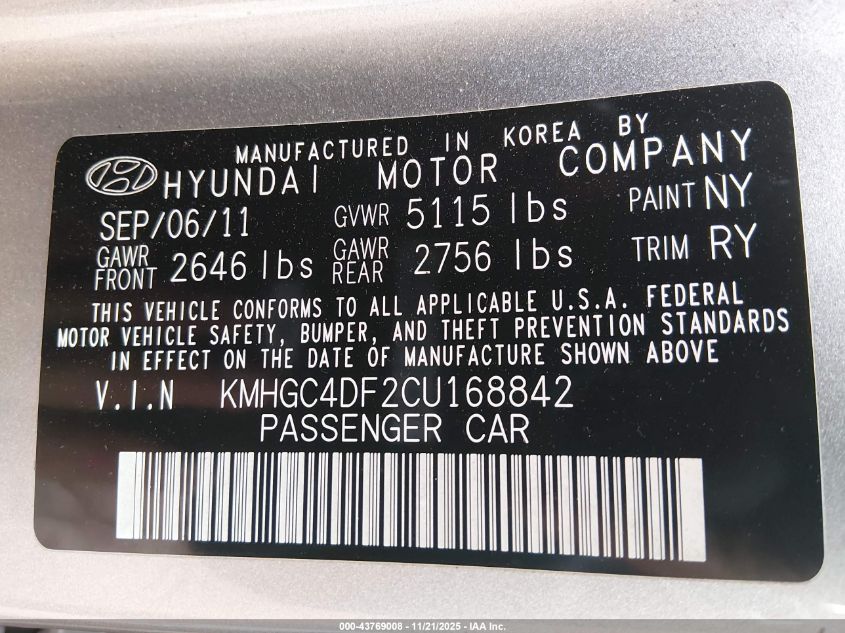 MANUFACTURED IN KOREA BY
HYUNDAI MOTOR COMPANY
SEP/06/11 GVWR 5115 lbs PAINT NY
GAWR FRONT 2646 lbs GAWR REAR 2756 lbs TRIM RY
THIS VEHICLE CONFORMS TO ALL APPLICABLE U.S.A. FEDERAL
MOTOR VEHICLE SAFETY, BUMPER, AND THEFT PREVENTION STANDARDS
IN EFFECT ON THE DATE OF MANUFACTURE SHOWN ABOVE
V.I.N KMHGC4DF2CU168842
PASSENGER CAR
000-43769008 - 11/21/2025 - IAA Inc.